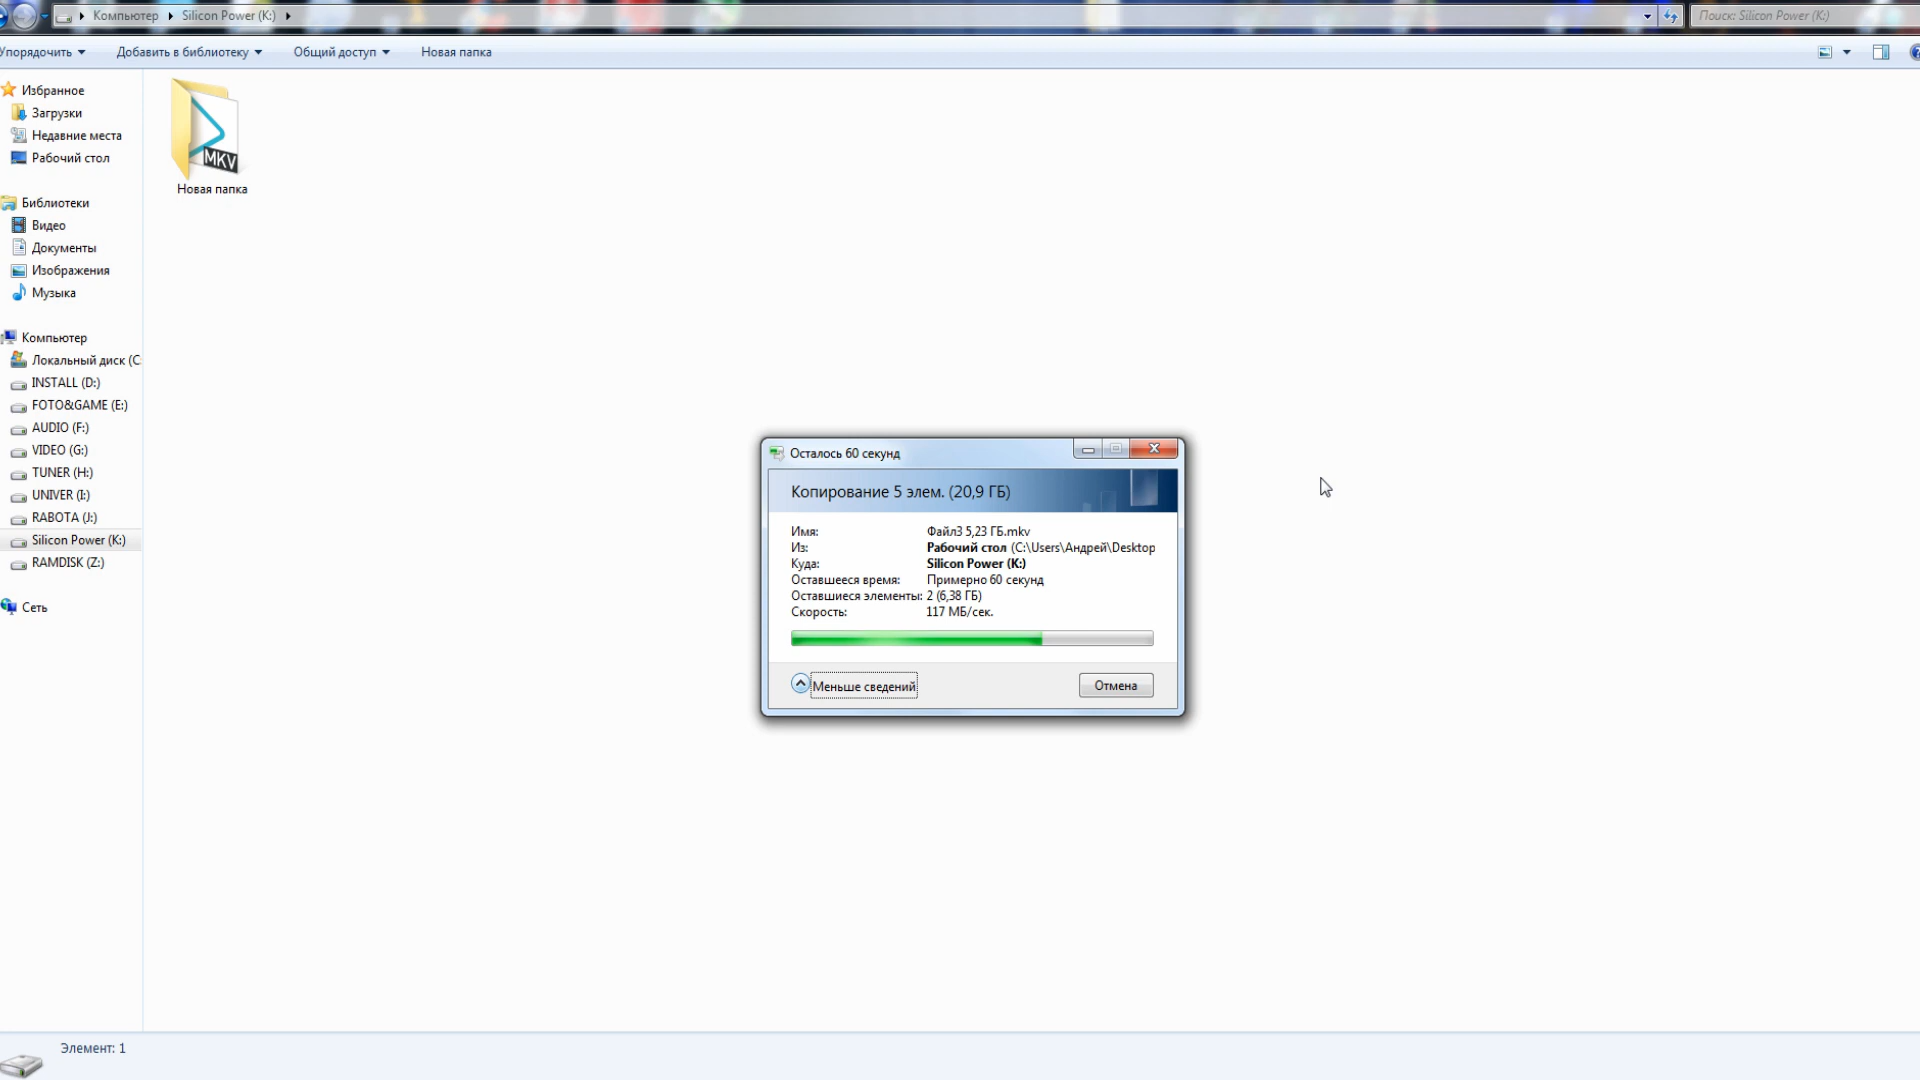 Компьютер ▸ Silicon Power (K:) ▸
Поиск: Silicon Power (K:)
Упорядочить
Добавить в библиотеку
Общий доступ
Новая папка
Избранное
Загрузки
Недавние места
Рабочий стол
Библиотеки
Видео
Документы
Изображения
Музыка
Компьютер
Локальный диск (C:
INSTALL (D:)
FOTO&GAME (E:)
AUDIO (F:)
VIDEO (G:)
TUNER (H:)
UNIVER (I:)
RABOTA (J:)
Silicon Power (K:)
RAMDISK (Z:)
Сеть
MKV
Новая папка
Осталось 60 секунд
Копирование 5 элем. (20,9 ГБ)
Имя: Файл3 5,23 ГБ.mkv
Из: Рабочий стол (C:\Users\Андрей\Desktop
Куда: Silicon Power (K:)
Оставшееся время: Примерно 60 секунд
Оставшиеся элементы: 2 (6,38 ГБ)
Скорость: 117 МБ/сек.
Меньше сведений
Отмена
Элемент: 1